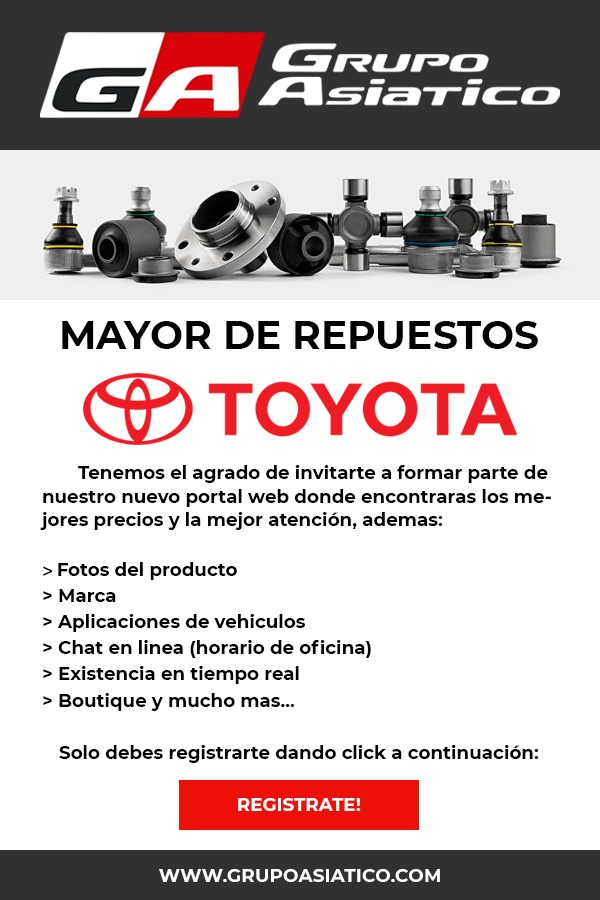 GA GRUPO
ASIATICO
MAYOR DE REPUESTOS
TOYOTA
Tenemos el agrado de invitarte a formar parte de
nuestro nuevo portal web donde encontraras los me-
jores precios y la mejor atención, ademas:
> Fotos del producto
> Marca
> Aplicaciones de vehiculos
> Chat en linea (horario de oficina)
> Existencia en tiempo real
> Boutique y mucho mas...
Solo debes registrarte dando click a continuación:
REGISTRATE!
WWW.GRUPOASIATICO.COM